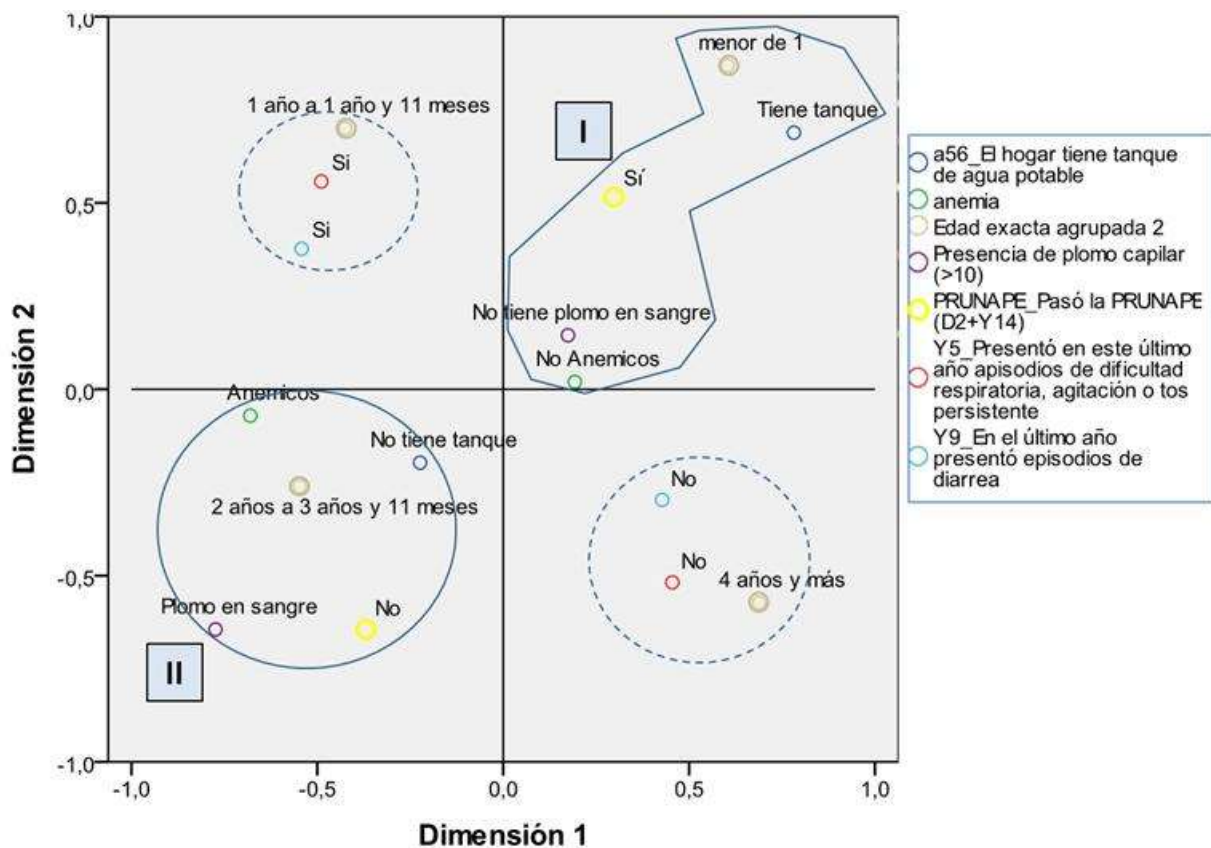 1,0
menor de 1
1 año a 1 año y 11 meses
I
Tiene tanque
Si
Sí
0,5
Si
No tiene plomo en sangre
No Anemicos
0,0
Anemicos
No tiene tanque
No
2 años a 3 años y 11 meses
-0,5
No
4 años y más
Plomo en sangre
No
II
-1,0
-1,0
-0,5
0,0
0,5
1,0
Dimensión 1
Dimensión 2
a56_El hogar tiene tanque
de agua potable
anemia
Edad exacta agrupada 2
Presencia de plomo capilar
(>10)
PRUNAPE_Pasó la PRUNAPE
(D2+Y14)
Y5_Presentó en este último
año apisodios de dificultad
respiratoria, agitación o tos
persistente
Y9_En el último año
presentó episodios de
diarrea